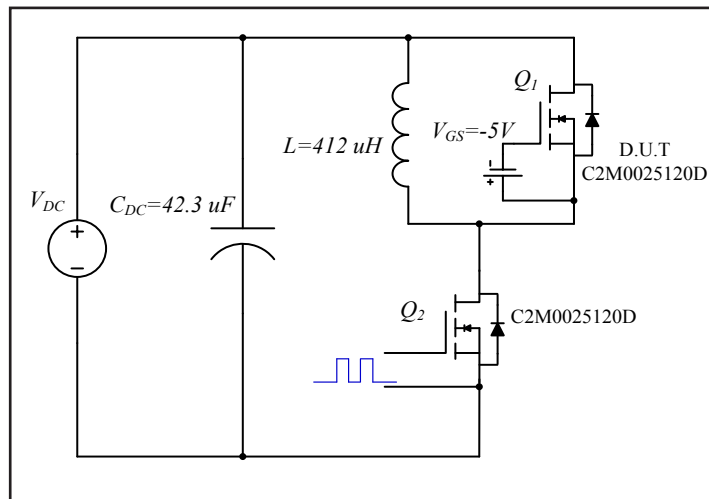 Q1
VGS=-5V
L=412 uH
D.U.T
C2M0025120D
VDC
CDC=42.3 uF
Q2
C2M0025120D